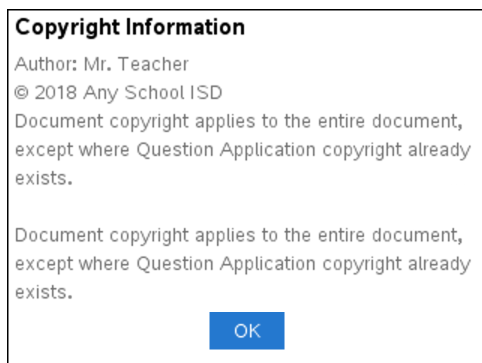 Copyright Information
Author: Mr. Teacher
© 2018 Any School ISD
Document copyright applies to the entire document,
except where Question Application copyright already
exists.
Document copyright applies to the entire document,
except where Question Application copyright already
exists.
OK